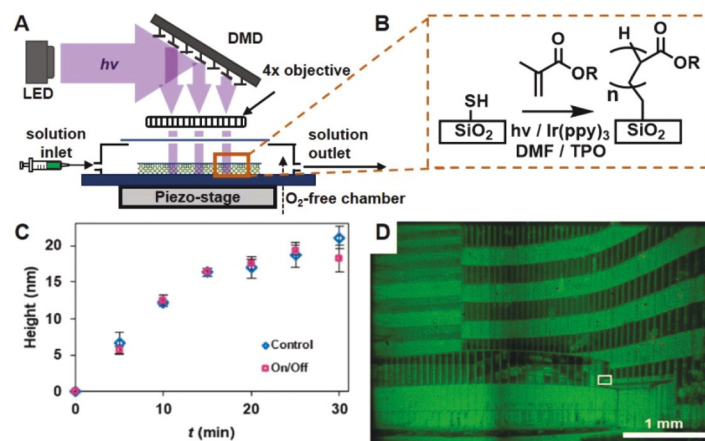 A
LED
hv
DMD
4x objective
solution
inlet
solution
outlet
Piezo-stage
O₂-free chamber
B
O
OR
SH
SiO₂
hv / Ir(ppy)₃
DMF / TPO
H
O
OR
n
SiO₂
C
Height (nm)
20
15
10
5
0
0
5
10
15
20
25
30
t (min)
Control
On/Off
D
1 mm